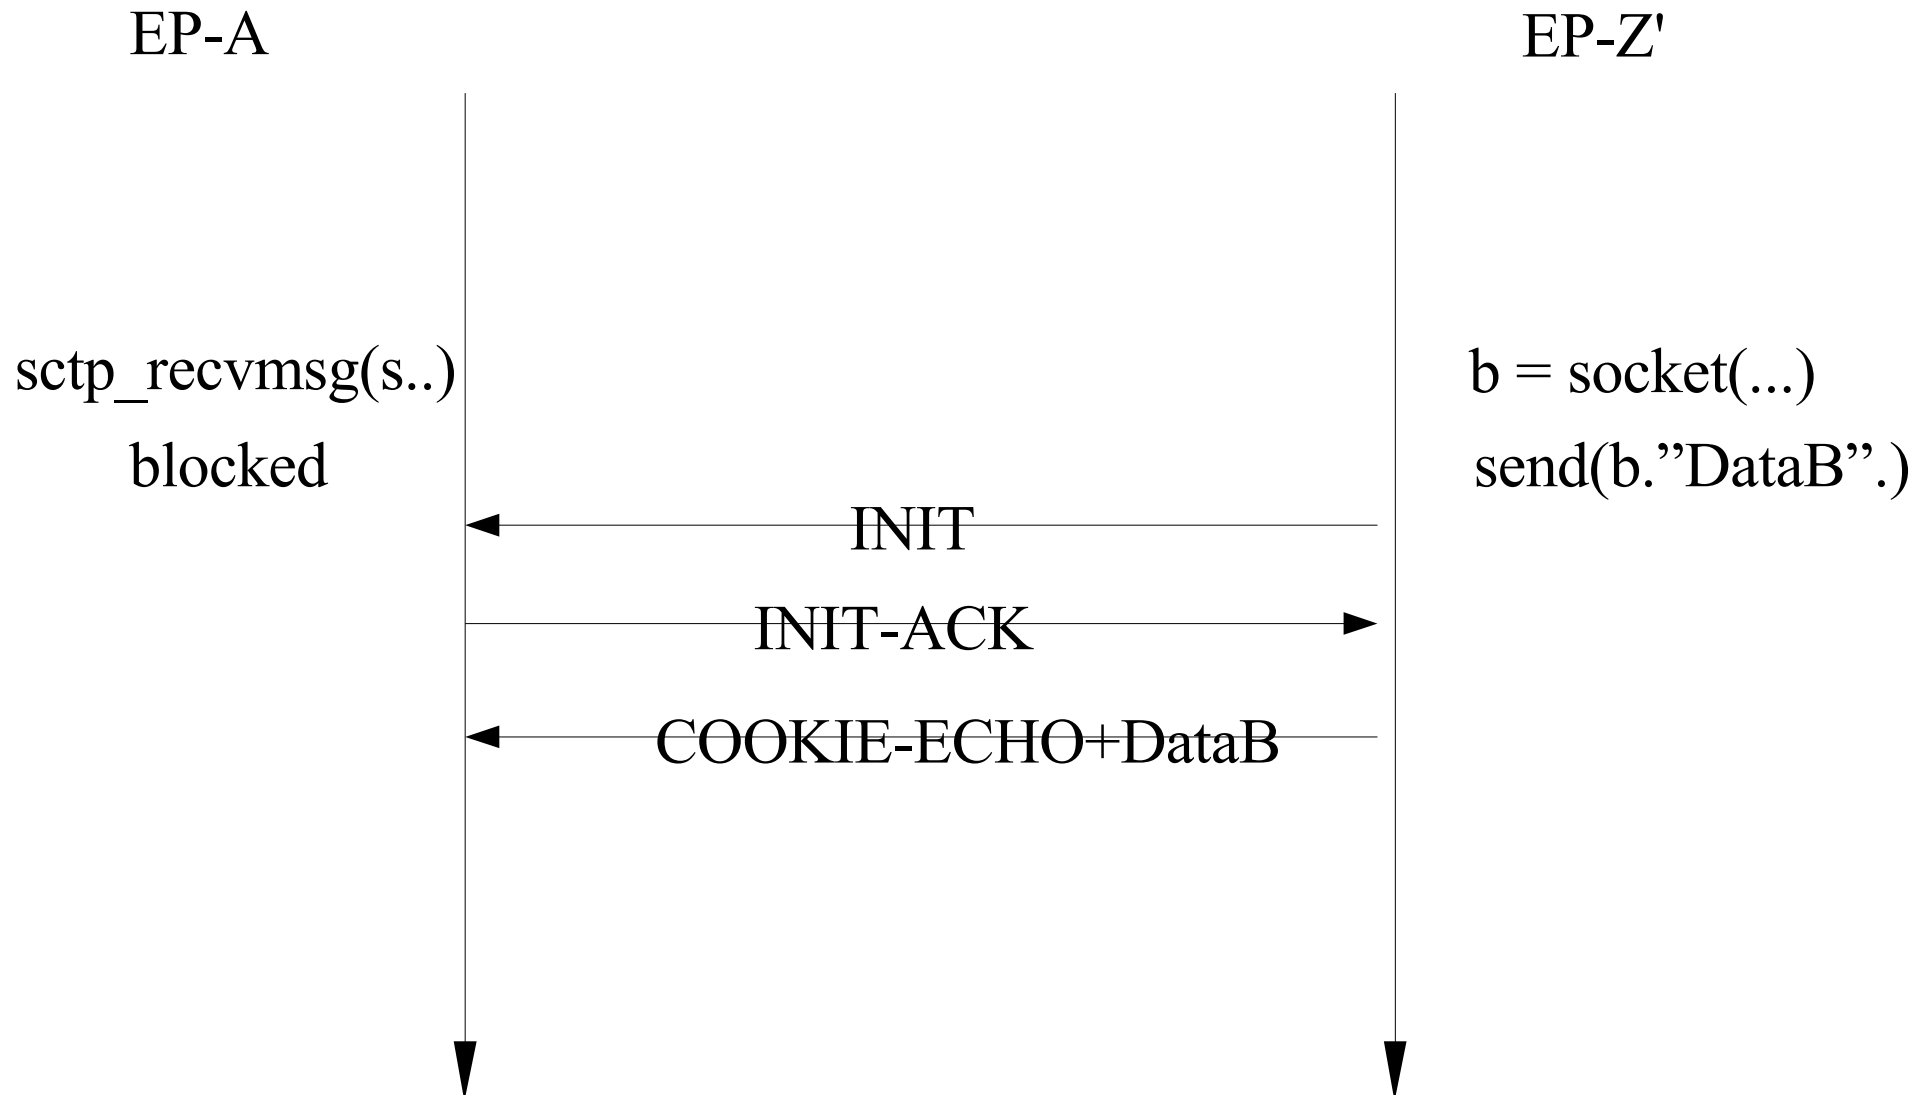 EP-A
EP-Z'
sctp_recvmsg(s..)
blocked
b = socket(...)
send(b.”DataB”.)
INIT
INIT-ACK
COOKIE-ECHO+DataB